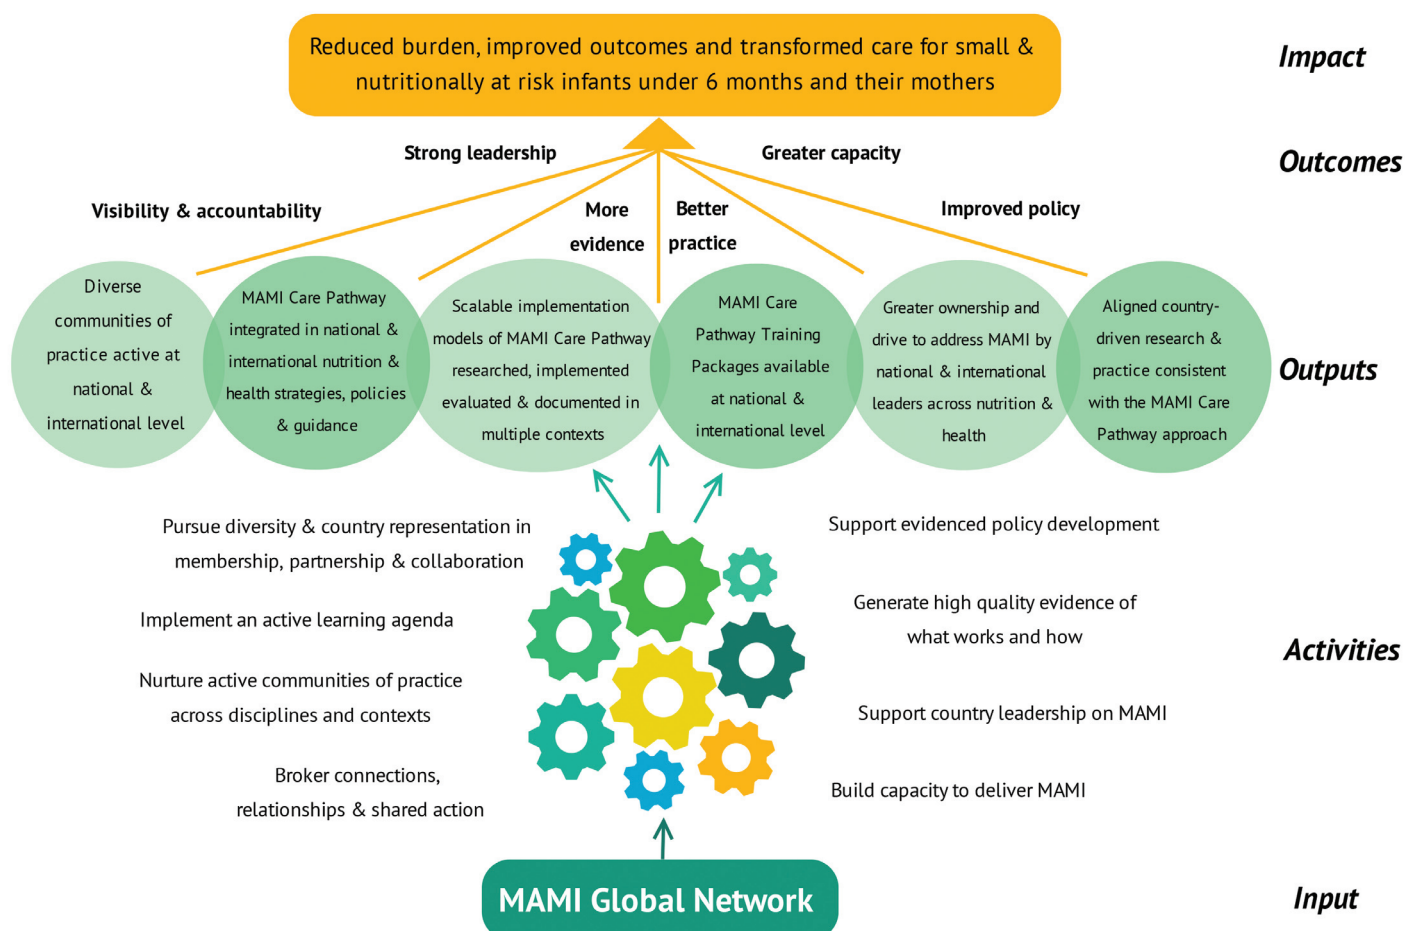 Reduced burden, improved outcomes and transformed care for small &
nutritionally at risk infants under 6 months and their mothers
Impact
Strong leadership
Greater capacity
Outcomes
Visibility & accountability
More
evidence
Better
practice
Improved policy
Diverse
communities of
practice active at
national &
international level
MAMI Care Pathway
integrated in national &
international nutrition &
health strategies, policies
& guidance
Scalable implementation
models of MAMI Care Pathway
researched, implemented
evaluated & documented in
multiple contexts
MAMI Care
Pathway Training
Packages available
at national &
international level
Greater ownership and
drive to address MAMI by
national & international
leaders across nutrition &
health
Aligned country-
driven research &
practice consistent
with the MAMI Care
Pathway approach
Outputs
Pursue diversity & country representation in
membership, partnership & collaboration
Implement an active learning agenda
Nurture active communities of practice
across disciplines and contexts
Broker connections,
relationships & shared action
Support evidenced policy development
Generate high quality evidence of
what works and how
Support country leadership on MAMI
Build capacity to deliver MAMI
Activities
MAMI Global Network
Input